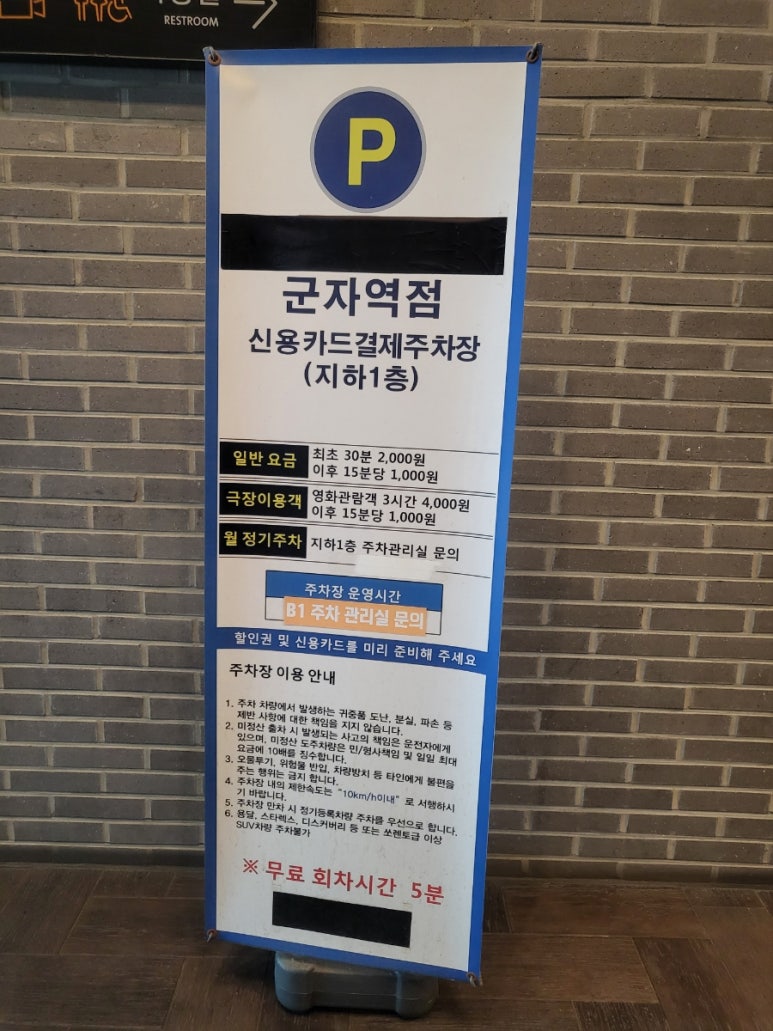 RESTROOM
P
군자역점
신용카드결제주차장
(지하1층)
일반 요금
최초 30분 2,000원
이후 15분당 1,000원
극장이용객
영화관람객 3시간 4,000원
이후 15분당 1,000원
월 정기주차
지하1층 주차관리실 문의
주차장 운영시간
B1 주차 관리실 문의
할인권 및 신용카드를 미리 준비해 주세요
주차장 이용 안내
1. 주차 차량에서 발생하는 귀중품 도난, 분실, 파손 등
제반 사항에 대한 책임을 지지 않습니다.
2. 미정산 출차 시 발생되는 사고의 책임은 운전자에게
있으며, 미정산 도주차량은 민/형사책임 및 일일 최대
요금에 10배를 징수합니다.
3. 오물투기, 위험물 반입, 차량방치 등 타인에게 불편을
주는 행위는 금지 합니다.
4. 주차장 내의 제한속도는 "10km/h이내" 로 서행하시
기 바랍니다.
5. 주차장 만차 시 정기등록차량 주차를 우선으로 합니다.
6. 용달, 스타렉스, 디스커버리 등 또는 쏘렌토급 이상
SUV차량 주차불가
※ 무료 회차시간 5분